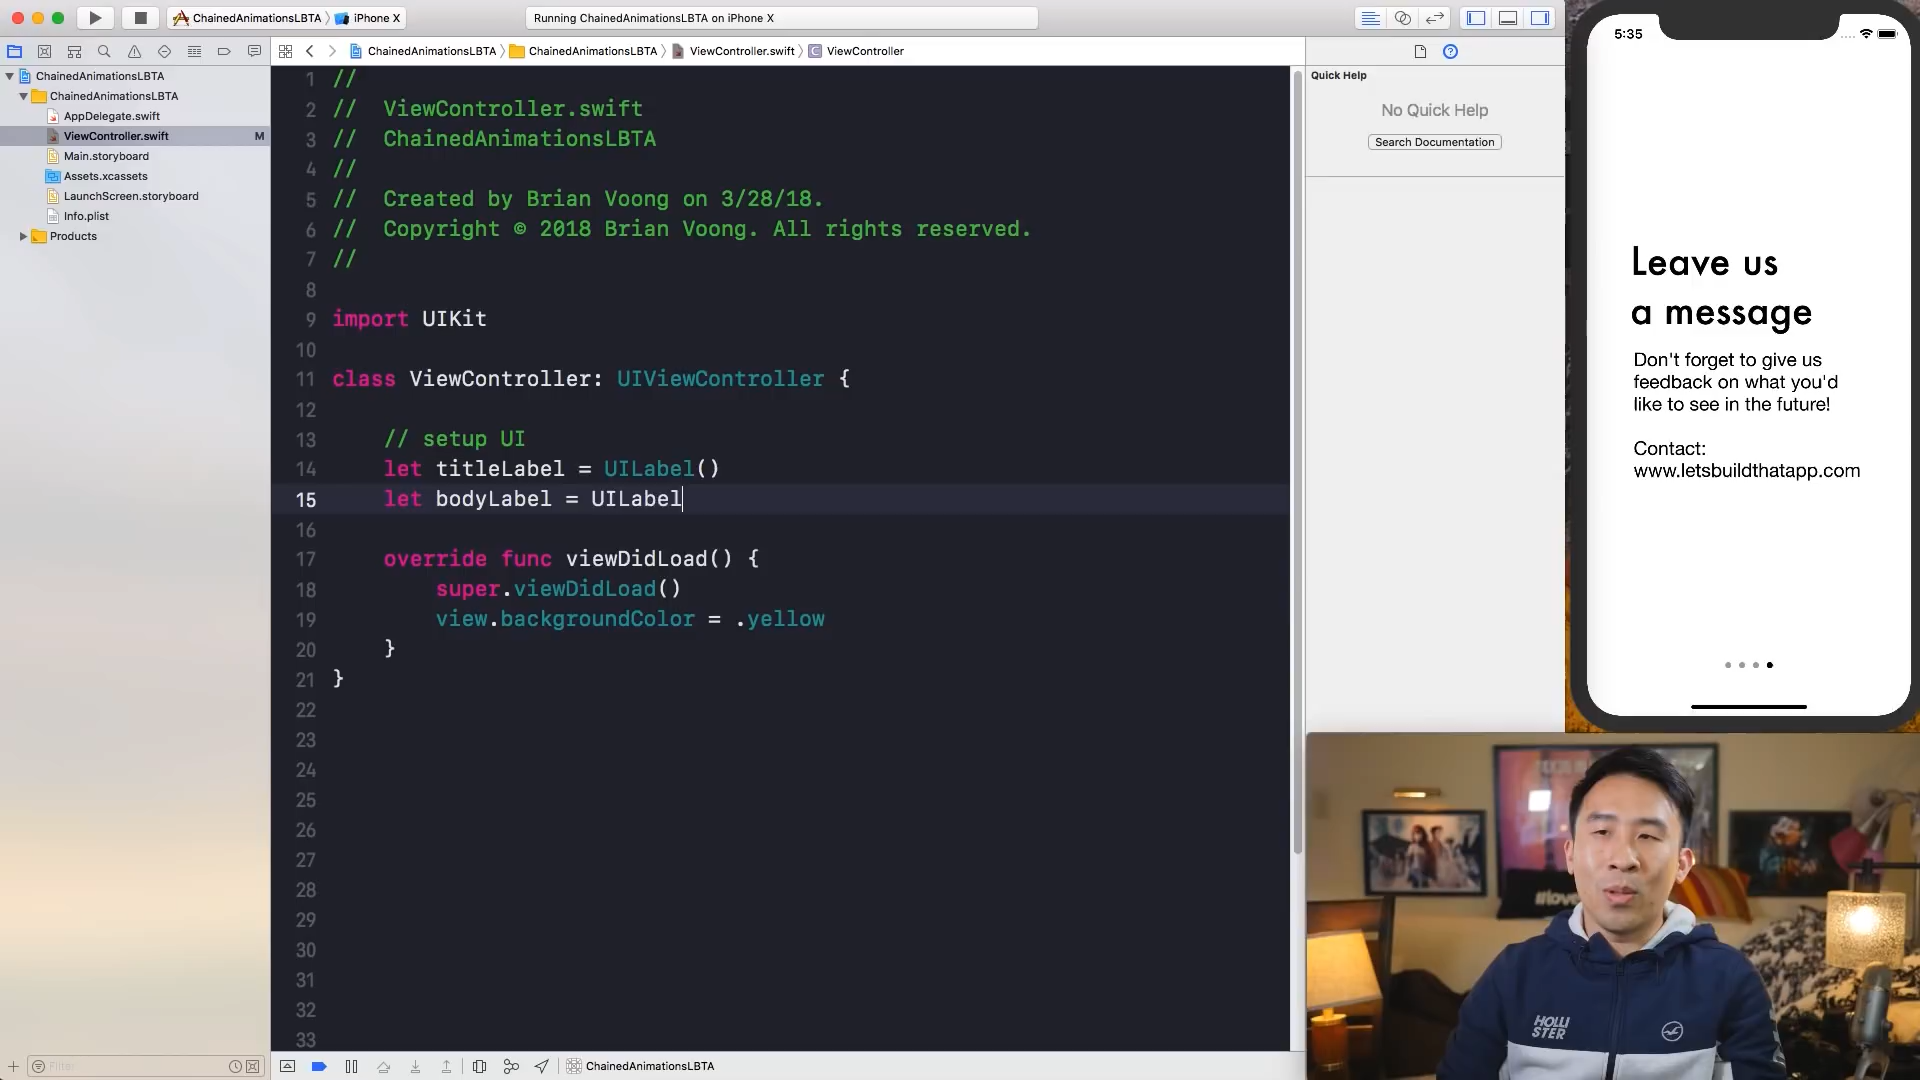 ChainedAnimationsLBTA iPhone X
Running ChainedAnimationsLBTA on iPhone X
ChainedAnimationsLBTA ChainedAnimationsLBTA ViewController.swift C ViewController
ChainedAnimationsLBTA
ChainedAnimationsLBTA
AppDelegate.swift
ViewController.swift M
Main.storyboard
Assets.xcassets
LaunchScreen.storyboard
Info.plist
Products
Filter
1 //
2 // ViewController.swift
3 // ChainedAnimationsLBTA
4 //
5 // Created by Brian Voong on 3/28/18.
6 // Copyright © 2018 Brian Voong. All rights reserved.
7 //
8
9 import UIKit
10
11 class ViewController: UIViewController {
12
13 // setup UI
14 let titleLabel = UILabel()
15 let bodyLabel = UILabel
16
17 override func viewDidLoad() {
18 super.viewDidLoad()
19 view.backgroundColor = .yellow
20 }
21 }
22
23
24
25
26
27
28
29
30
31
32
33
ChainedAnimationsLBTA
Quick Help
No Quick Help
Search Documentation
5:35
Leave us
a message
Don't forget to give us
feedback on what you'd
like to see in the future!
Contact:
www.letsbuildthatapp.com
#love
HOLLI
STER